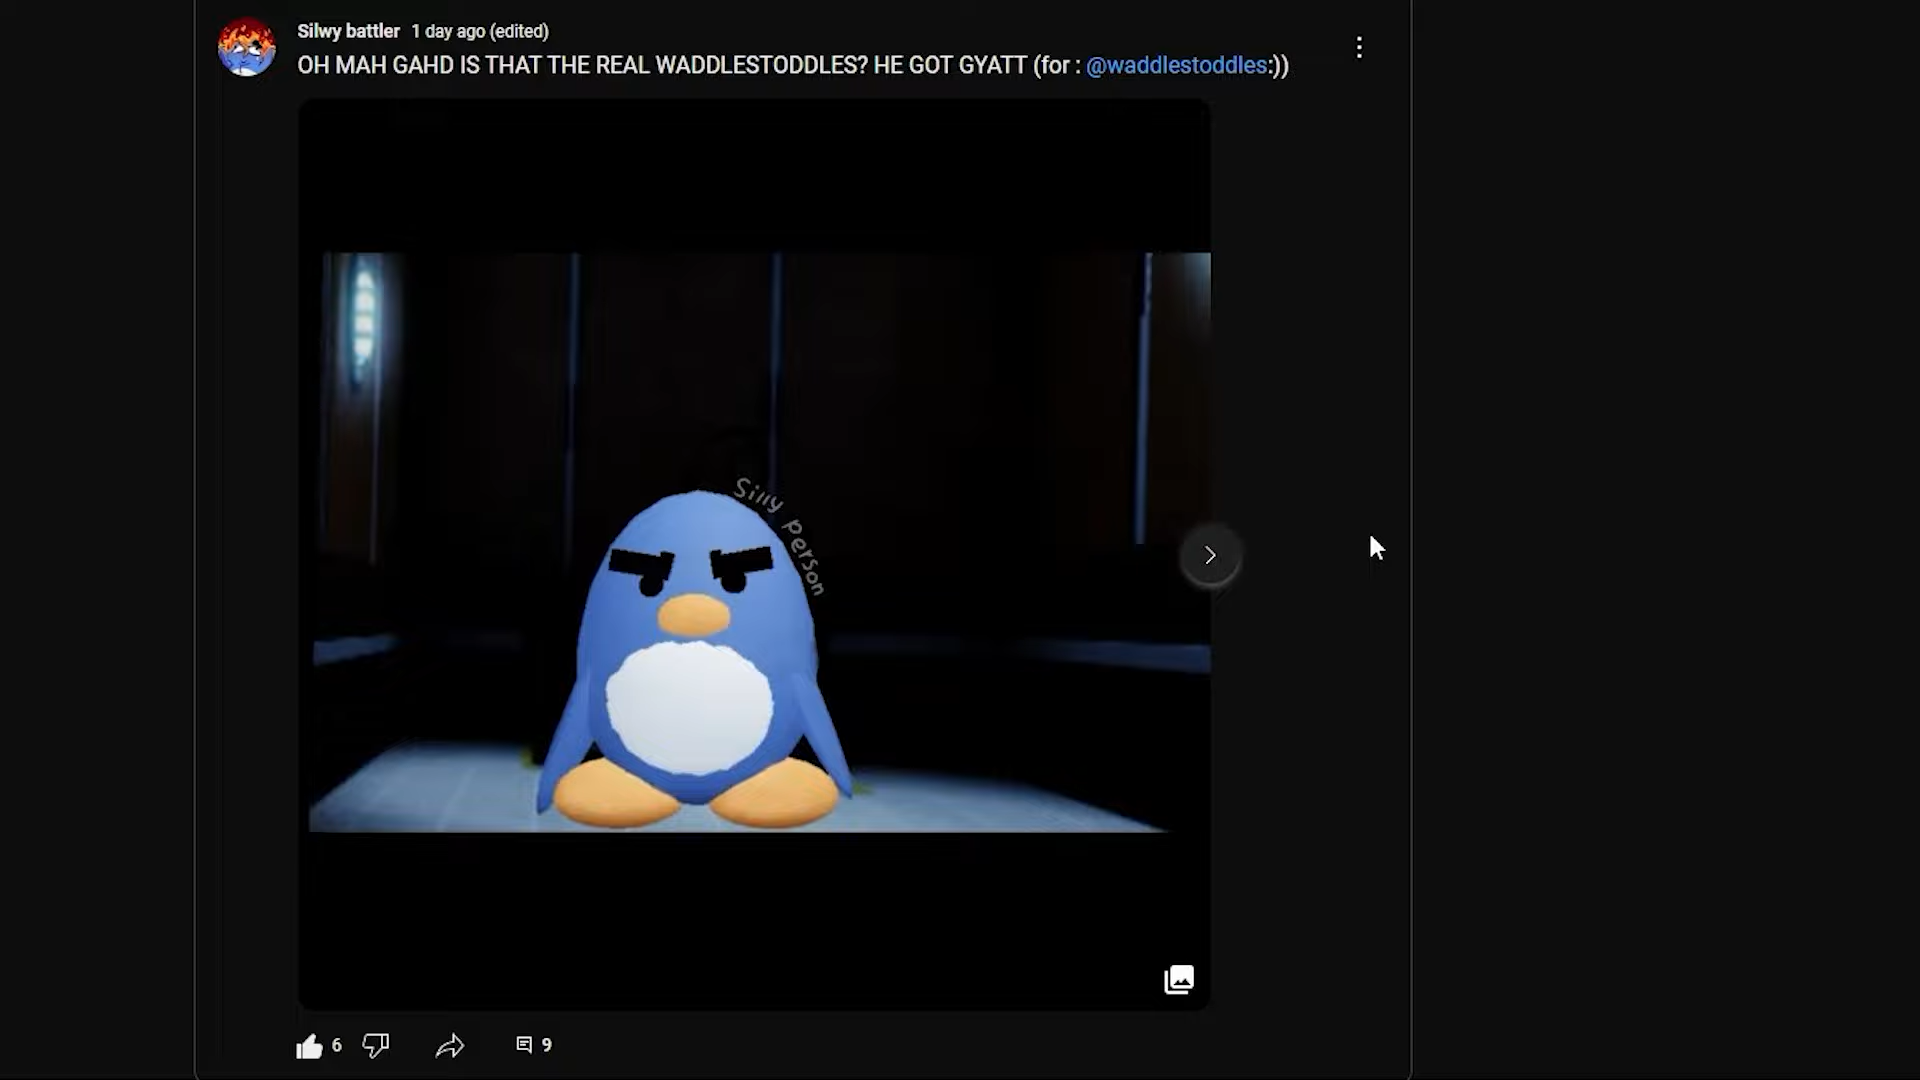 Silwy battler 1 day ago (edited)
OH MAH GAHD IS THAT THE REAL WADDLESTODDLES? HE GOT GYATT (for : @waddlestoddles:))
Silly person
6
9